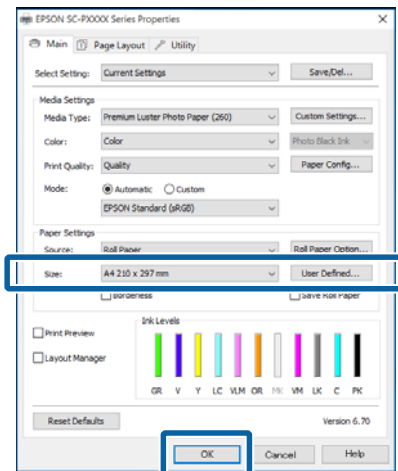 EPSON SC-PXXXX Series Properties
Main Page Layout Utility
Select Setting: Current Settings Save/Del...
Media Settings
Media Type: Premium Luster Photo Paper (260) Custom Settings...
Color: Color Photo Black Ink
Print Quality: Quality Paper Config...
Mode: Automatic Custom
EPSON Standard (sRGB)
Paper Settings
Source: Roll Paper Roll Paper Option...
Size: A4 210 x 297 mm User Defined...
Borderless Save Roll Paper
Print Preview
Layout Manager
Ink Levels
GR V Y LC VLM OR MK VM LK C PK
Reset Defaults Version 6.70
OK Cancel Help